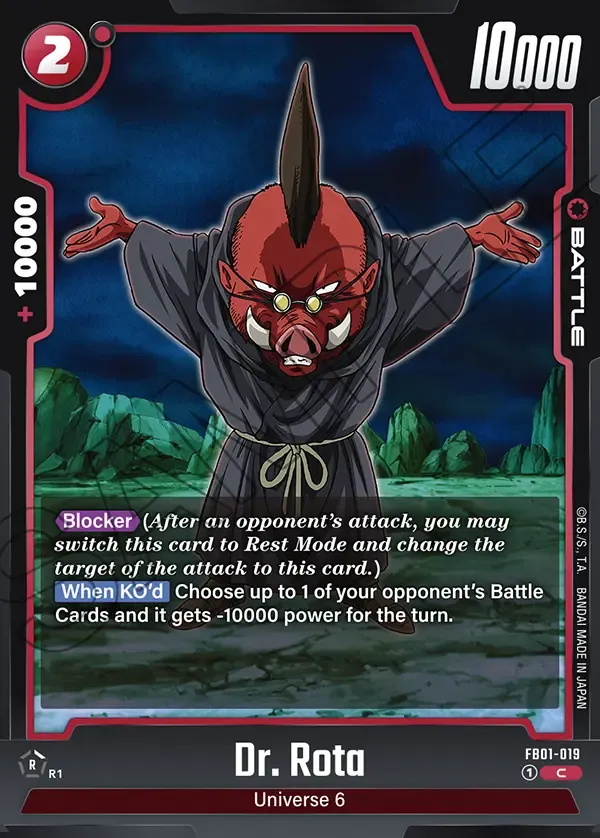 2
10000
+ 10000
BATTLE
Blocker (After an opponent's attack, you may
switch this card to Rest Mode and change the
target of the attack to this card.)
When KO'd Choose up to 1 of your opponent's Battle
Cards and it gets -10000 power for the turn.
©B.S./S., T.A. BANDAI MADE IN JAPAN
R R1
Dr. Rota
FB01-019
1 C
Universe 6